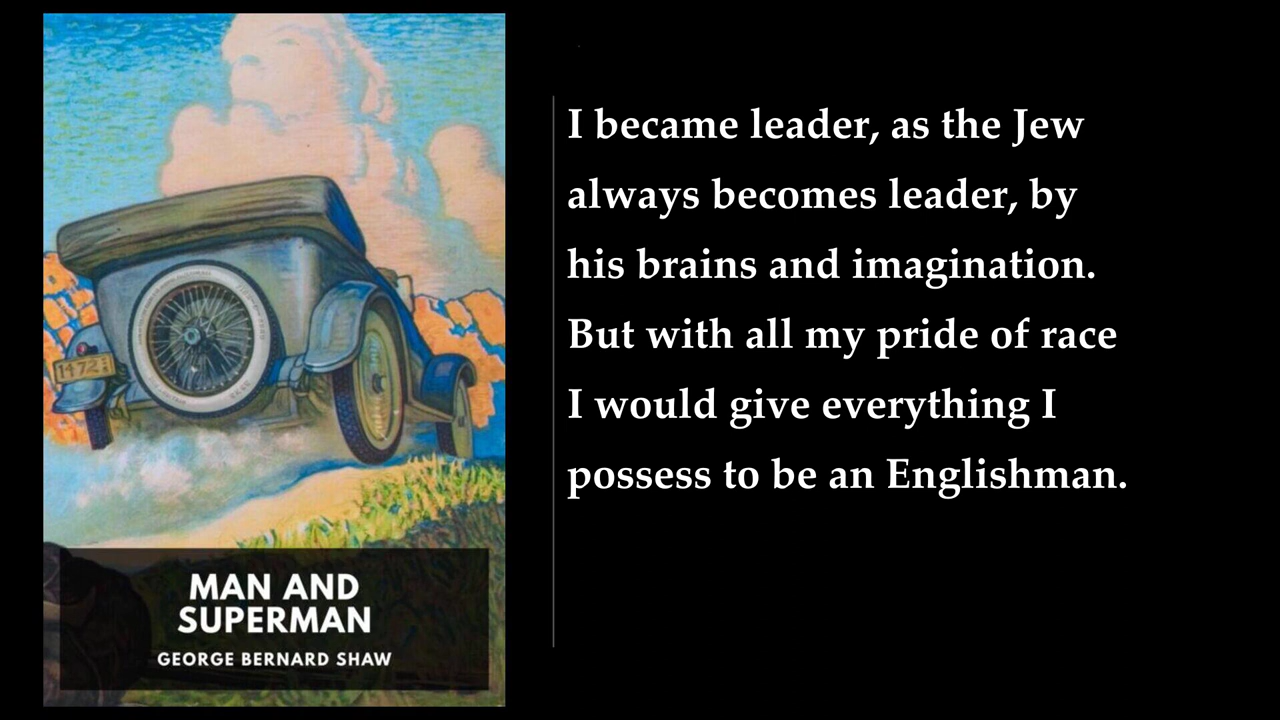 I became leader, as the Jew
always becomes leader, by
his brains and imagination.
But with all my pride of race
I would give everything I
possess to be an Englishman.
1472
MAN AND
SUPERMAN
GEORGE BERNARD SHAW